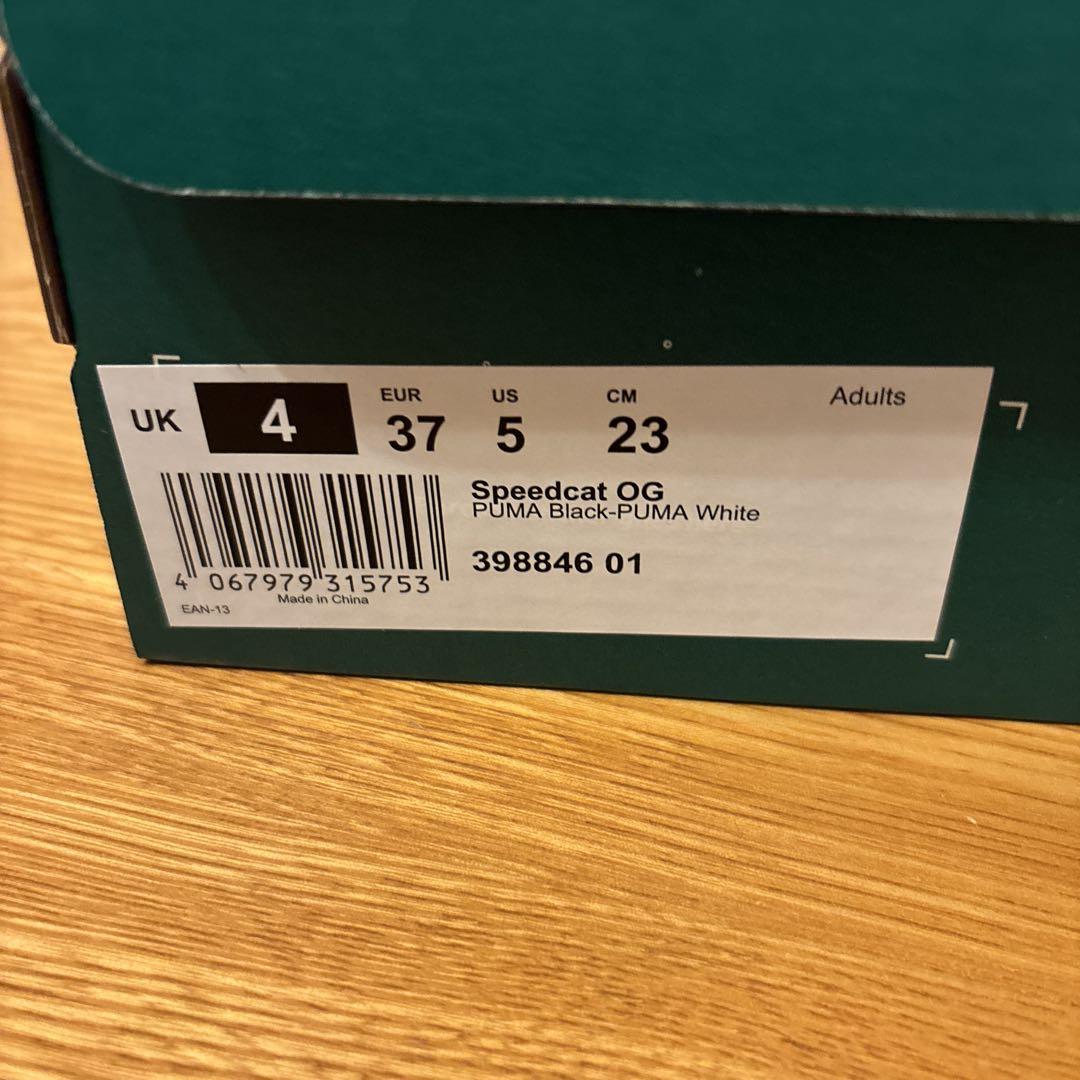 UK 4 EUR 37 US 5 CM 23 Adults
Speedcat OG
PUMA Black-PUMA White
398846 01
4 067979 315753
Made in China
EAN-13